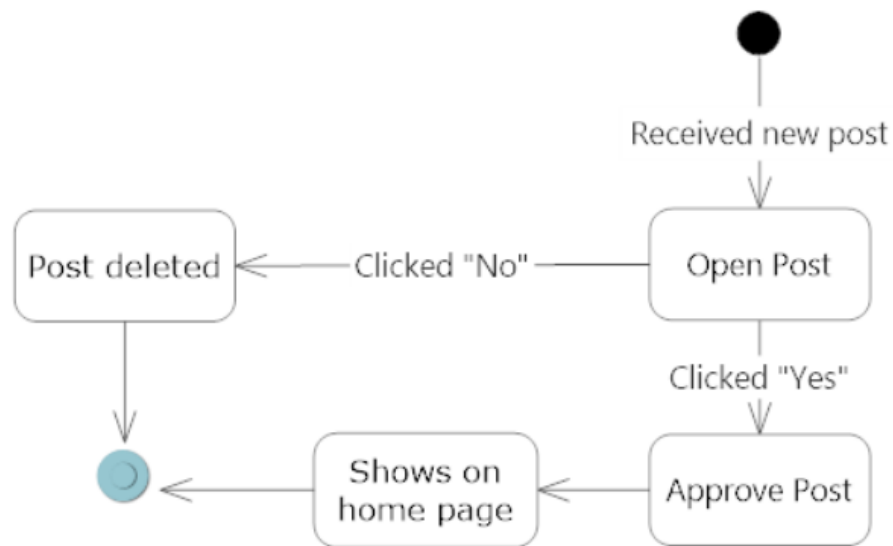 Received new post
Post deleted
Clicked "No"
Open Post
Clicked "Yes"
Shows on
home page
Approve Post